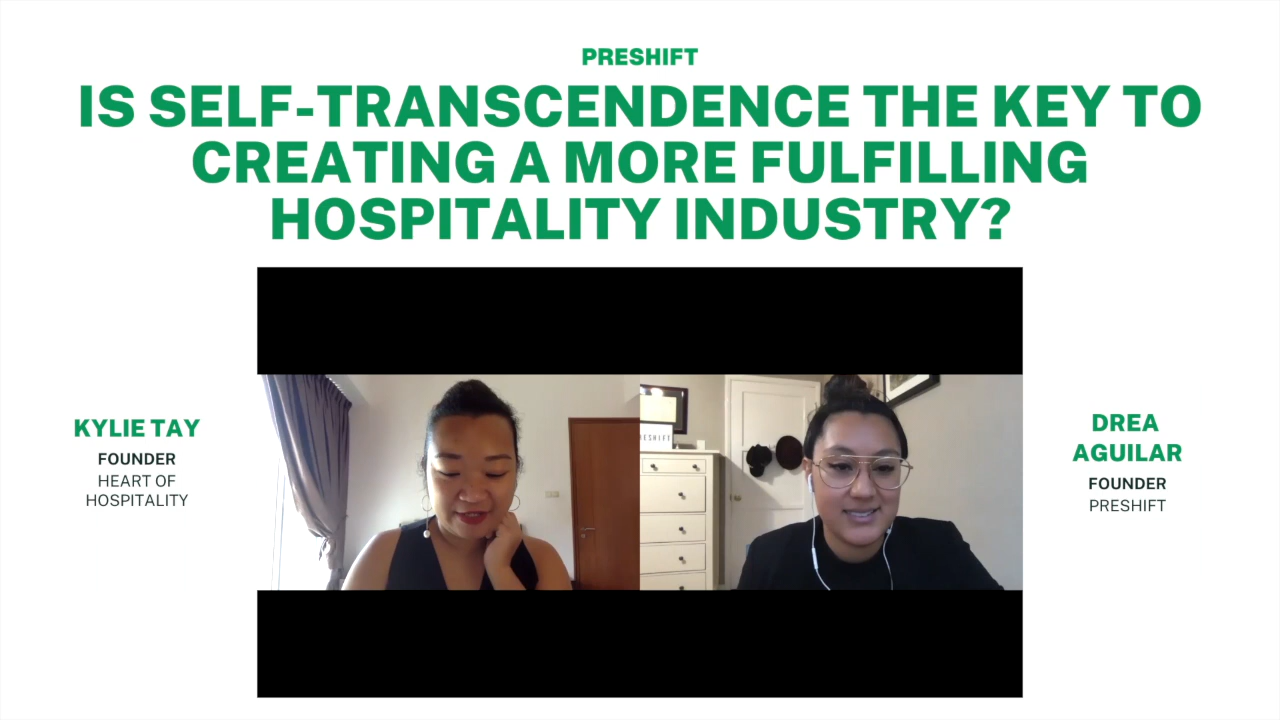 PRESHIFT
IS SELF-TRANSCENDENCE THE KEY TO
CREATING A MORE FULFILLING
HOSPITALITY INDUSTRY?
KYLIE TAY
FOUNDER
HEART OF
HOSPITALITY
DREA
AGUILAR
FOUNDER
PRESHIFT